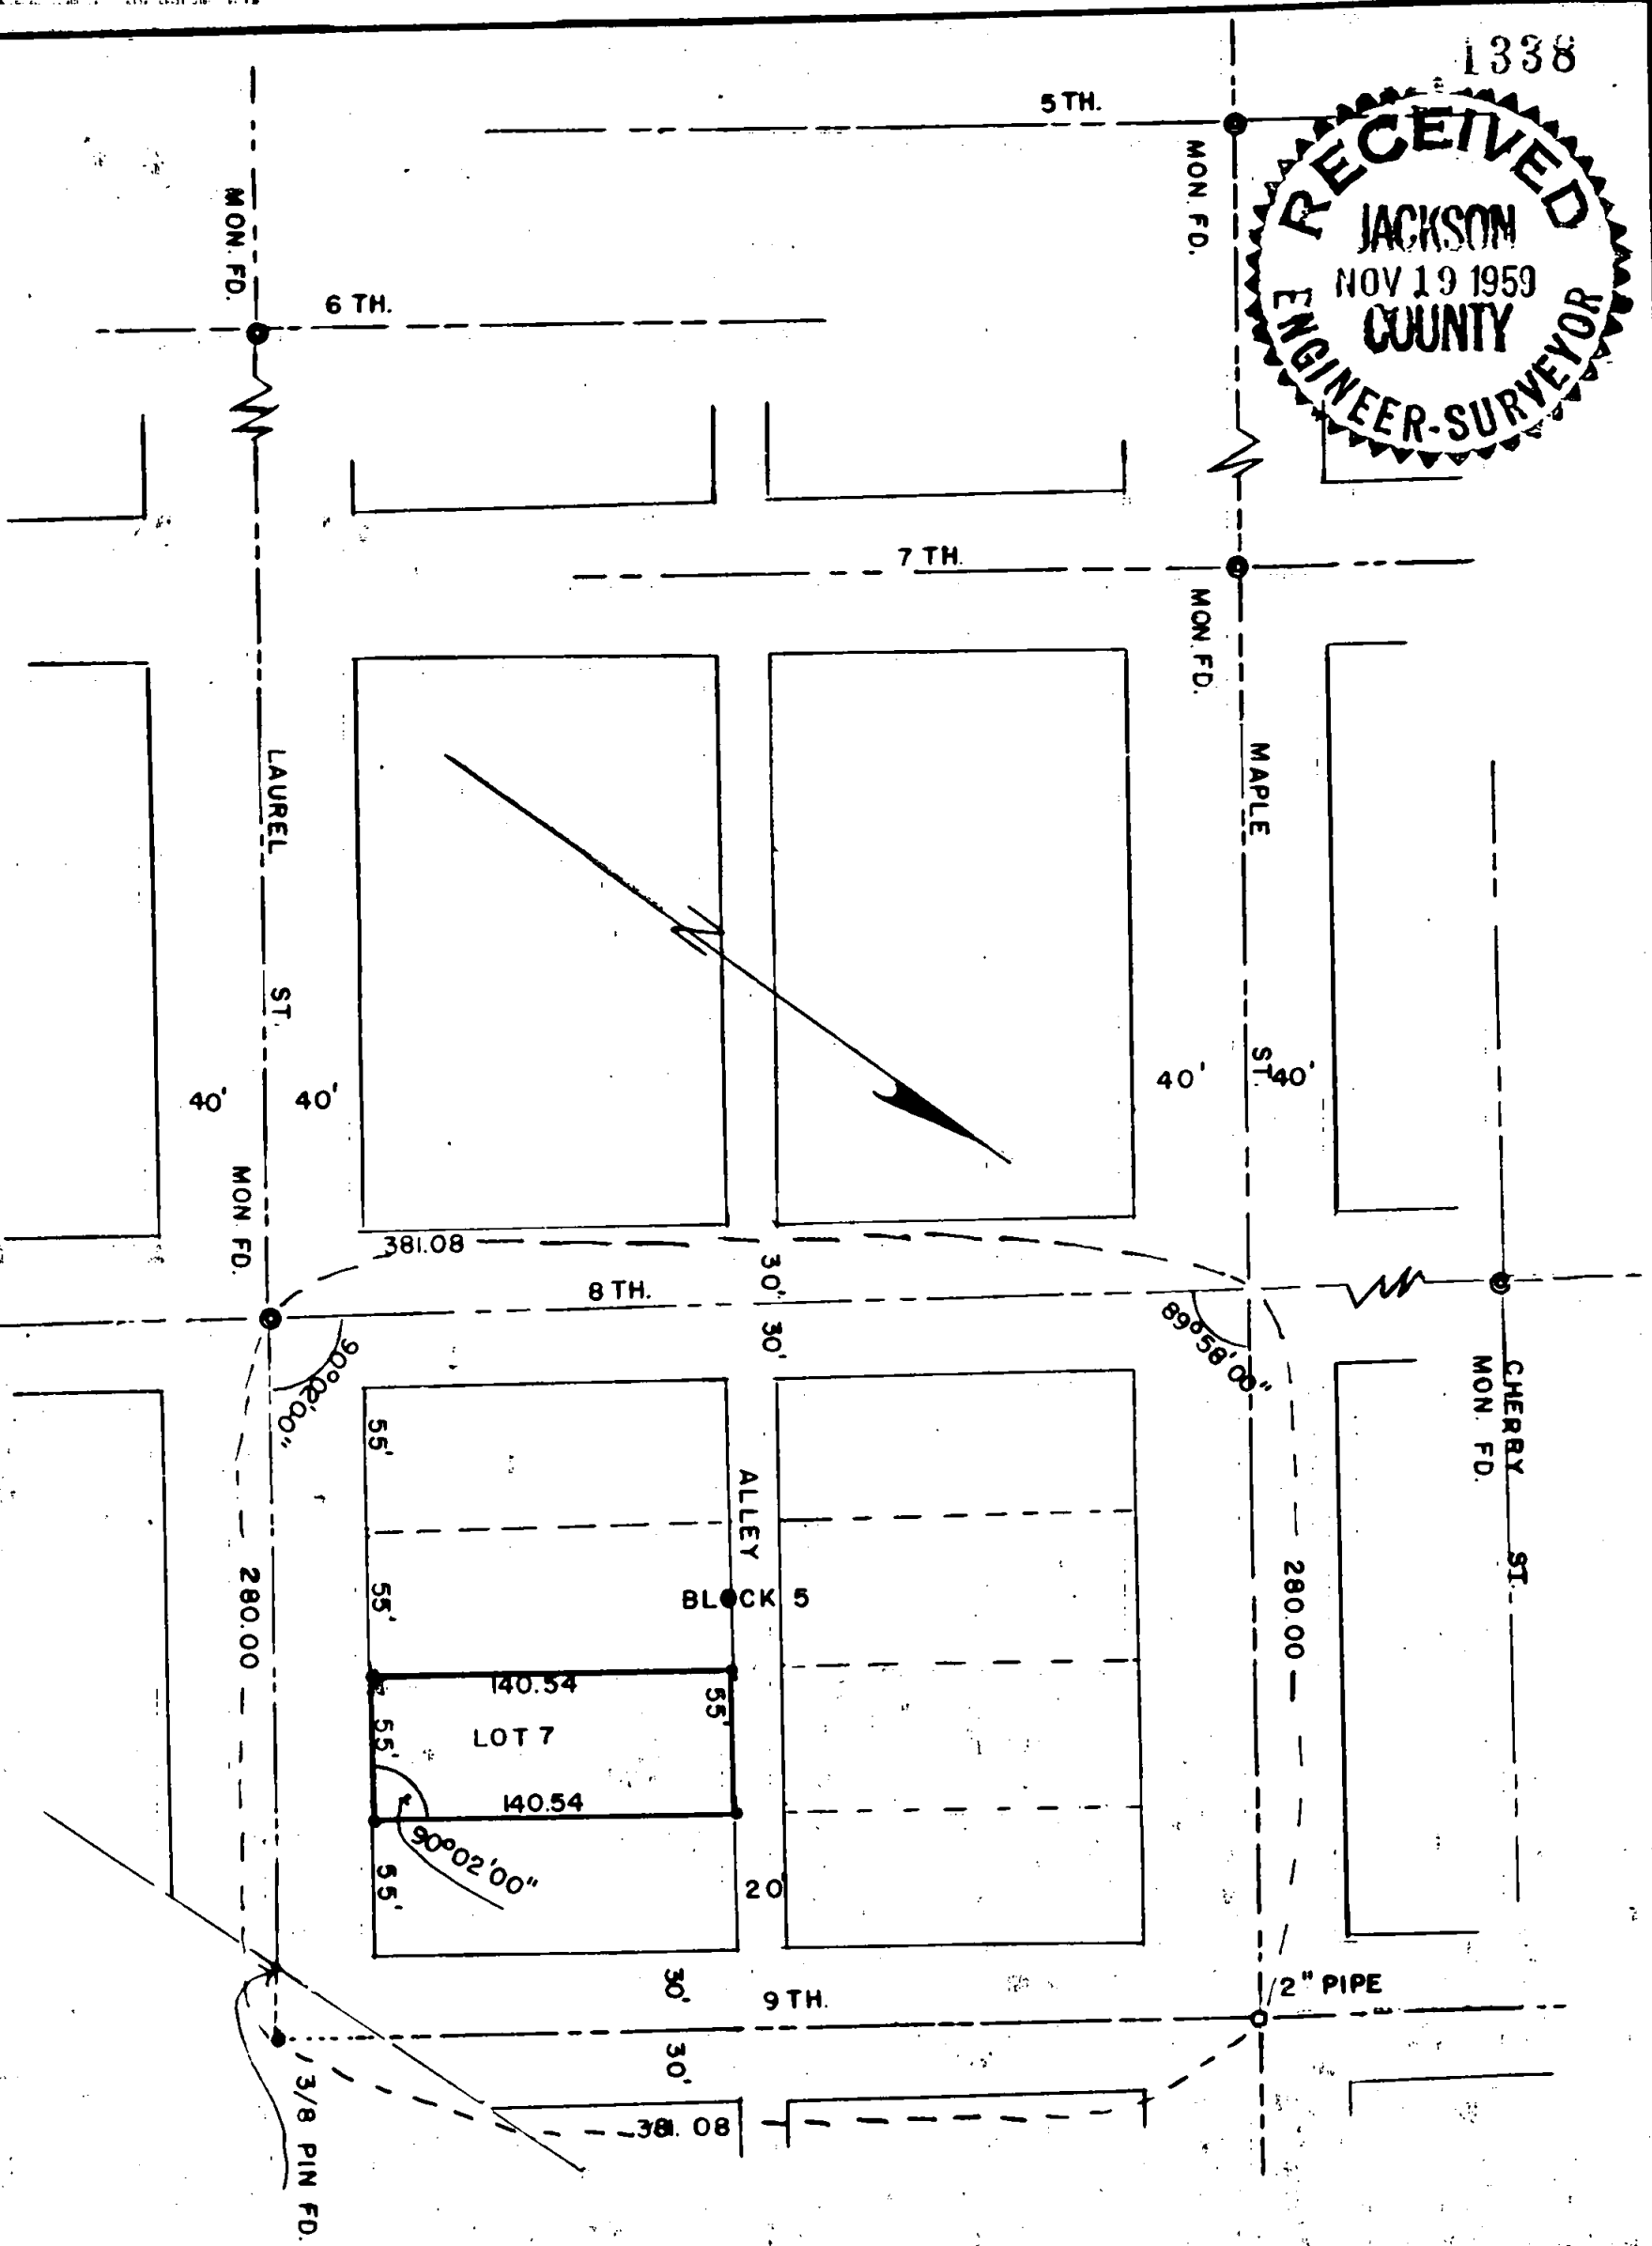 1338
RECEIVED
JACKSON
NOV 19 1959
COUNTY
ENGINEER-SURVEYOR
5 TH.
MON. FD.
MON. FD.
6 TH.
7 TH.
MON. FD.
LAUREL ST.
MAPLE ST.
40'
40'
40'
40'
MON FD.
381.08
30'
8 TH.
30'
90°02'00"
89°58'00"
CHERRY ST.
MON. FD.
55'
ALLEY
55'
BLOCK 5
280.00
280.00
140.54
55'
55'
LOT 7
140.54
90°02'00"
55'
20
30'
9 TH.
2" PIPE
30'
3/8 PIN FD.
381.08